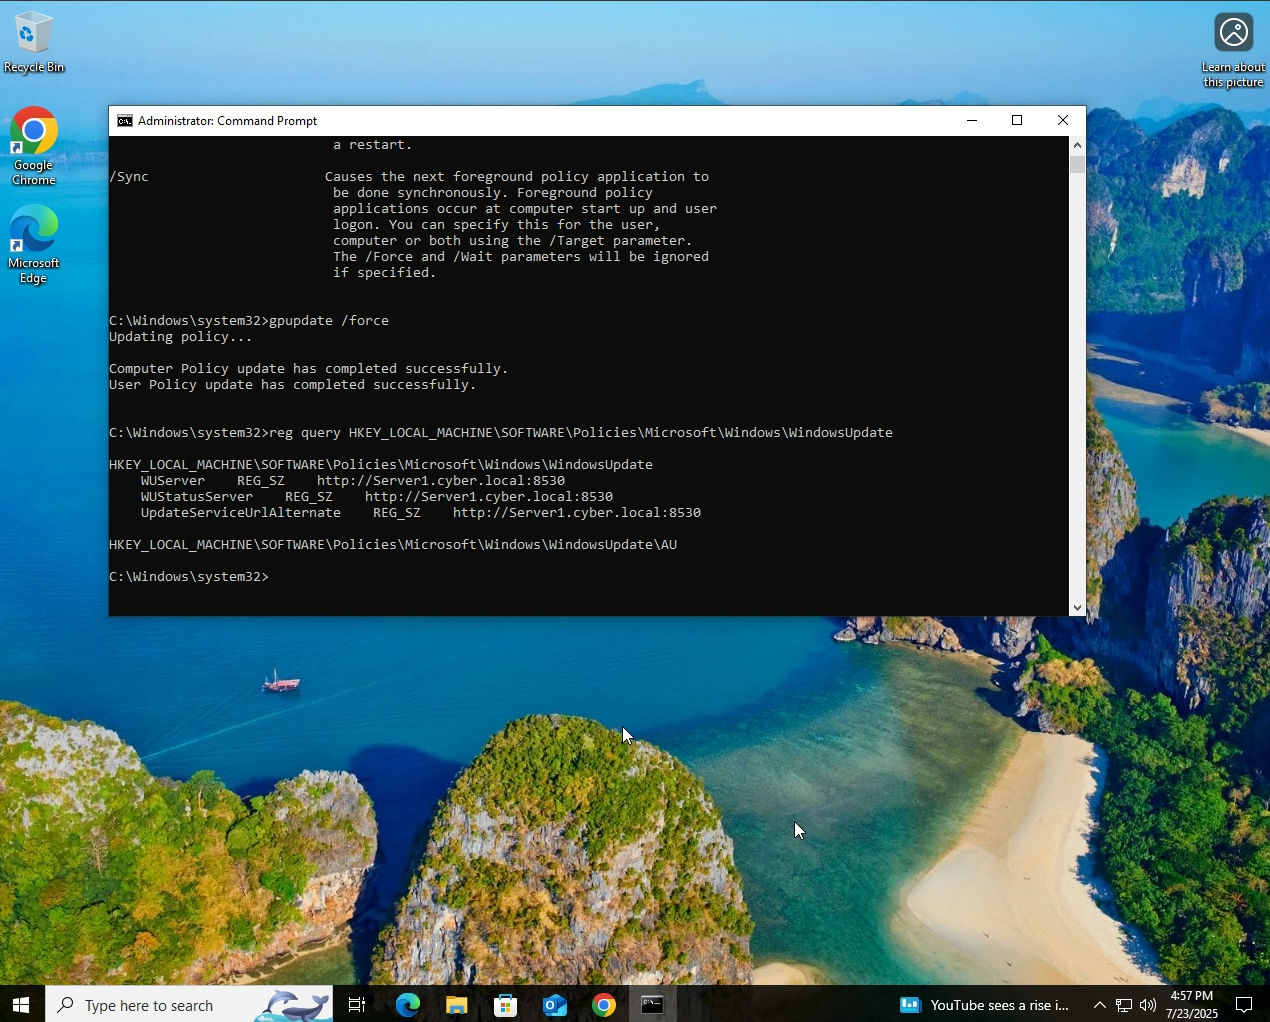 Recycle Bin
Google
Chrome
Microsoft
Edge
Learn about
this picture
Administrator: Command Prompt
a restart.
/Sync Causes the next foreground policy application to
be done synchronously. Foreground policy
applications occur at computer start up and user
logon. You can specify this for the user,
computer or both using the /Target parameter.
The /Force and /Wait parameters will be ignored
if specified.
C:\Windows\system32>gpupdate /force
Updating policy...
Computer Policy update has completed successfully.
User Policy update has completed successfully.
C:\Windows\system32>reg query HKEY_LOCAL_MACHINE\SOFTWARE\Policies\Microsoft\Windows\WindowsUpdate
HKEY_LOCAL_MACHINE\SOFTWARE\Policies\Microsoft\Windows\WindowsUpdate
WUServer REG_SZ http://Server1.cyber.local:8530
WUStatusServer REG_SZ http://Server1.cyber.local:8530
UpdateServiceUrlAlternate REG_SZ http://Server1.cyber.local:8530
HKEY_LOCAL_MACHINE\SOFTWARE\Policies\Microsoft\Windows\WindowsUpdate\AU
C:\Windows\system32>
Type here to search
YouTube sees a rise i...
4:57 PM
7/23/2025